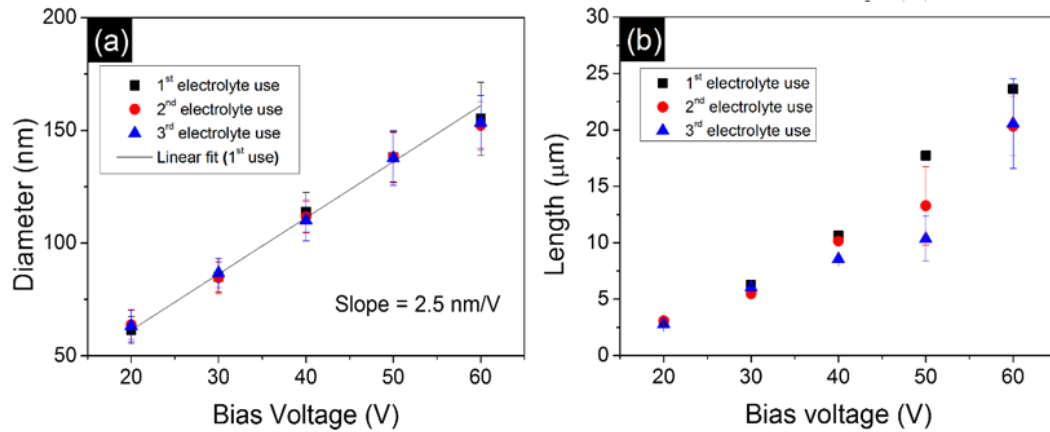 (a)
200
150
100
50
Diameter (nm)
1st electrolyte use
2nd electrolyte use
3rd electrolyte use
Linear fit (1st use)
Slope = 2.5 nm/V
20 30 40 50 60
Bias Voltage (V)
(b)
30
25
20
15
10
5
0
Length (μm)
1st electrolyte use
2nd electrolyte use
3rd electrolyte use
20 30 40 50 60
Bias voltage (V)